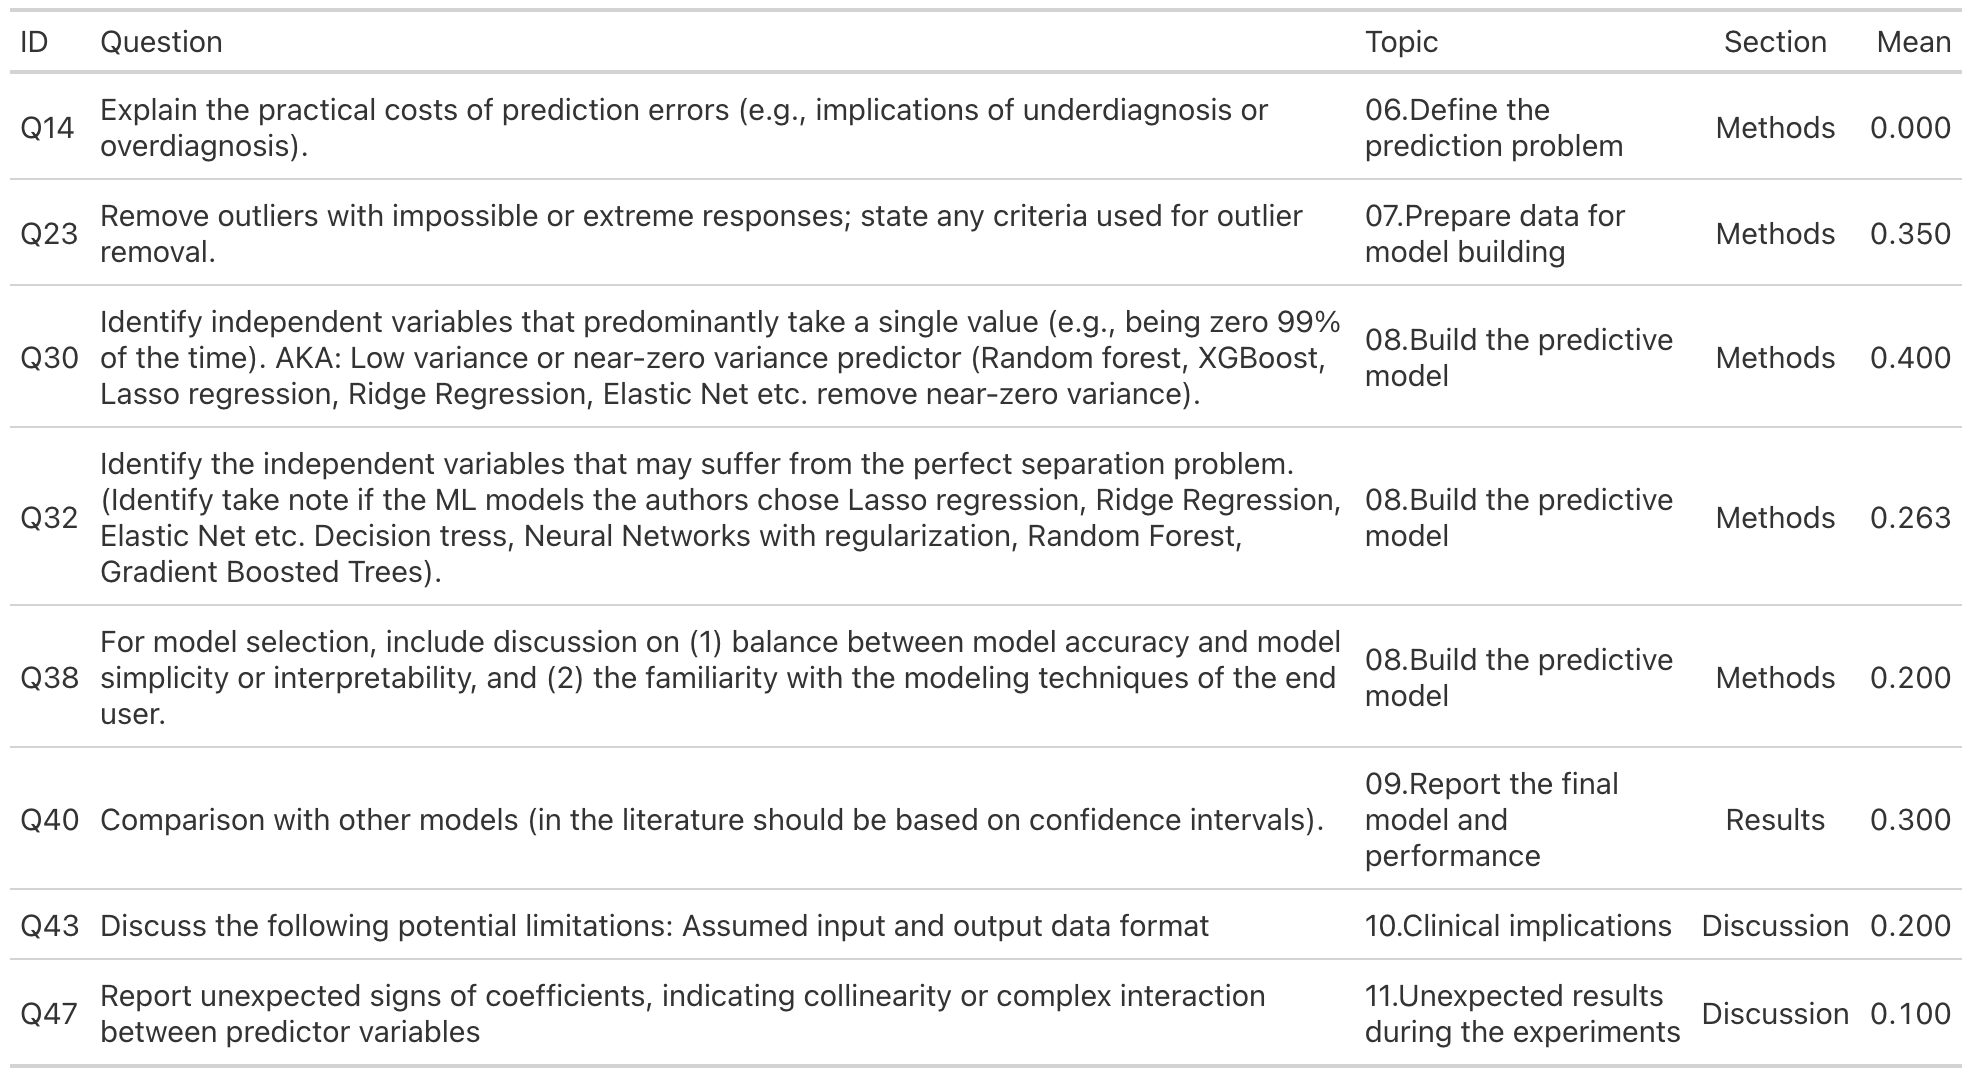 ID Question Topic Section Mean
Q14 Explain the practical costs of prediction errors (e.g., implications of underdiagnosis or
overdiagnosis).
06.Define the
prediction problem
Methods 0.000
Q23 Remove outliers with impossible or extreme responses; state any criteria used for outlier
removal.
07.Prepare data for
model building
Methods 0.350
Q30 Identify independent variables that predominantly take a single value (e.g., being zero 99%
of the time). AKA: Low variance or near-zero variance predictor (Random forest, XGBoost,
Lasso regression, Ridge Regression, Elastic Net etc. remove near-zero variance).
08.Build the predictive
model
Methods 0.400
Q32 Identify the independent variables that may suffer from the perfect separation problem.
(Identify take note if the ML models the authors chose Lasso regression, Ridge Regression,
Elastic Net etc. Decision tress, Neural Networks with regularization, Random Forest,
Gradient Boosted Trees).
08.Build the predictive
model
Methods 0.263
Q38 For model selection, include discussion on (1) balance between model accuracy and model
simplicity or interpretability, and (2) the familiarity with the modeling techniques of the end
user.
08.Build the predictive
model
Methods 0.200
Q40 Comparison with other models (in the literature should be based on confidence intervals).
09.Report the final
model and
performance
Results 0.300
Q43 Discuss the following potential limitations: Assumed input and output data format
10.Clinical implications
Discussion 0.200
Q47 Report unexpected signs of coefficients, indicating collinearity or complex interaction
between predictor variables
11.Unexpected results
during the experiments
Discussion 0.100